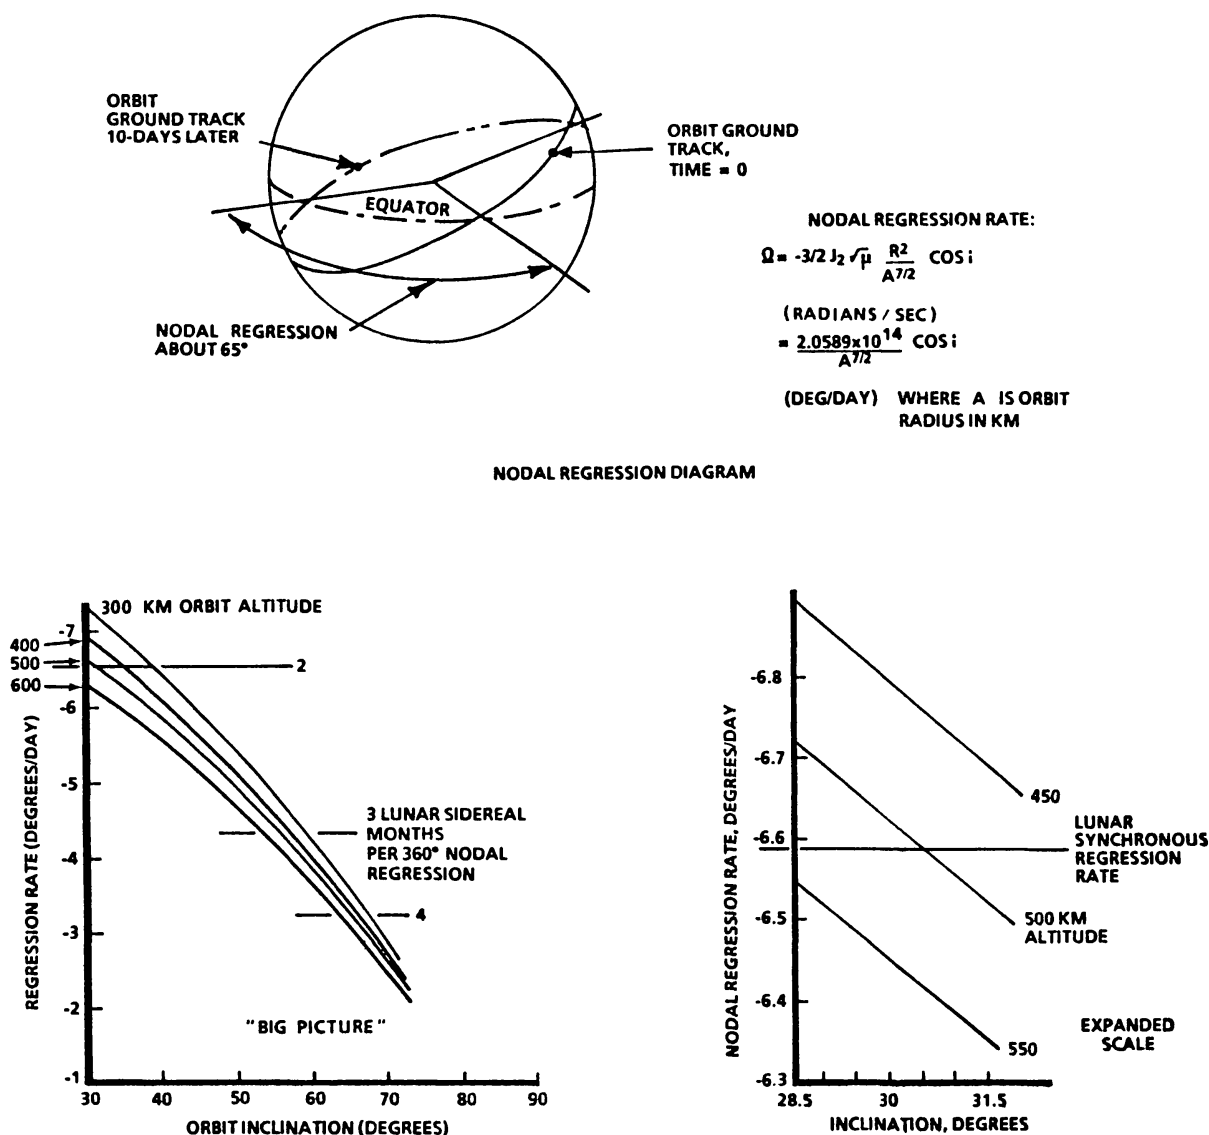 ORBIT
GROUND TRACK
10-DAYS LATER
ORBIT GROUND
TRACK,
TIME = 0
EQUATOR
NODAL REGRESSION
ABOUT 65°
NODAL REGRESSION RATE:
Ω = -3/2 J₂ √μ R²/A^7/2 COS i
(RADIANS / SEC)
= 2.0589x10^14/A^7/2 COS i
(DEG/DAY) WHERE A IS ORBIT
RADIUS IN KM
NODAL REGRESSION DIAGRAM
300 KM ORBIT ALTITUDE
400
500
600
-7
-6
-5
-4
-3
-2
-1
2
3 LUNAR SIDEREAL
MONTHS
PER 360° NODAL
REGRESSION
4
"BIG PICTURE"
REGRESSION RATE (DEGREES/DAY)
30 40 50 60 70 80 90
ORBIT INCLINATION (DEGREES)
NODAL REGRESSION RATE, DEGREES/DAY
-6.8
-6.7
-6.6
-6.5
-6.4
-6.3
450
LUNAR
SYNCHRONOUS
REGRESSION
RATE
500 KM
ALTITUDE
550
EXPANDED
SCALE
28.5 30 31.5
INCLINATION, DEGREES